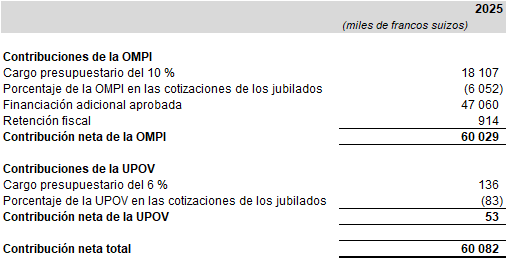 2025
(miles de francos suizos)
Contribuciones de la OMPI
Cargo presupuestario del 10 % 18 107
Porcentaje de la OMPI en las cotizaciones de los jubilados (6 052)
Financiación adicional aprobada 47 060
Retención fiscal 914
Contribución neta de la OMPI 60 029
Contribuciones de la UPOV
Cargo presupuestario del 6 % 136
Porcentaje de la UPOV en las cotizaciones de los jubilados (83)
Contribución neta de la UPOV 53
Contribución neta total 60 082